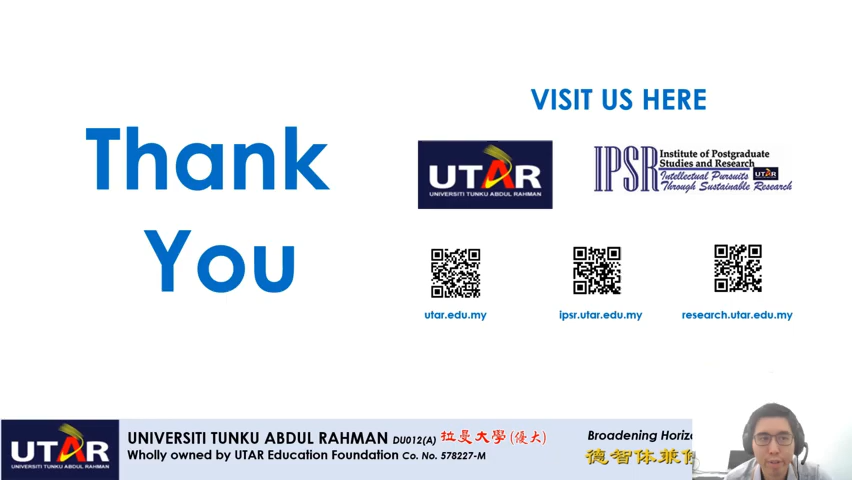 Thank
You
VISIT US HERE
UTAR
UNIVERSITI TUNKU ABDUL RAHMAN
IPSR
Institute of Postgraduate
Studies and Research
Intellectual Pursuits
UTAR
Through Sustainable Research
utar.edu.my
ipsr.utar.edu.my
research.utar.edu.my
UTAR
UNIVERSITI TUNKU ABDUL RAHMAN
UNIVERSITI TUNKU ABDUL RAHMAN DU012(A) 拉曼大學(優大)
Wholly owned by UTAR Education Foundation Co. No. 578227-M
Broadening Horizo
德智体兼